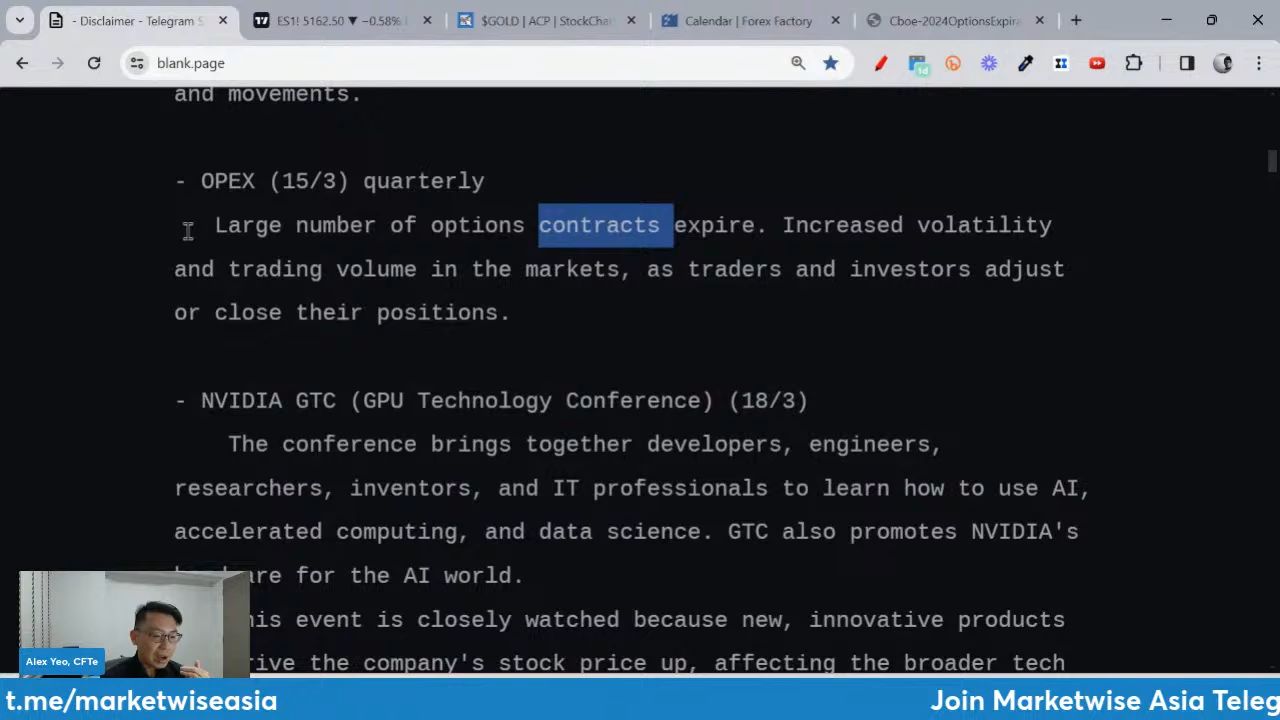 - Disclaimer - Telegram S
ES1! 5162.50 ▼ −0.58%
$GOLD | ACP | StockChar
Calendar | Forex Factory
Cboe-2024OptionsExpira
blank.page
1d
and movements.
- OPEX (15/3) quarterly
Large number of options contracts expire. Increased volatility
and trading volume in the markets, as traders and investors adjust
or close their positions.
- NVIDIA GTC (GPU Technology Conference) (18/3)
The conference brings together developers, engineers,
researchers, inventors, and IT professionals to learn how to use AI,
accelerated computing, and data science. GTC also promotes NVIDIA's
are for the AI world.
his event is closely watched because new, innovative products
rive the company's stock price up, affecting the broader tech
Alex Yeo, CFTe
t.me/marketwiseasia
Join Marketwise Asia Teleg